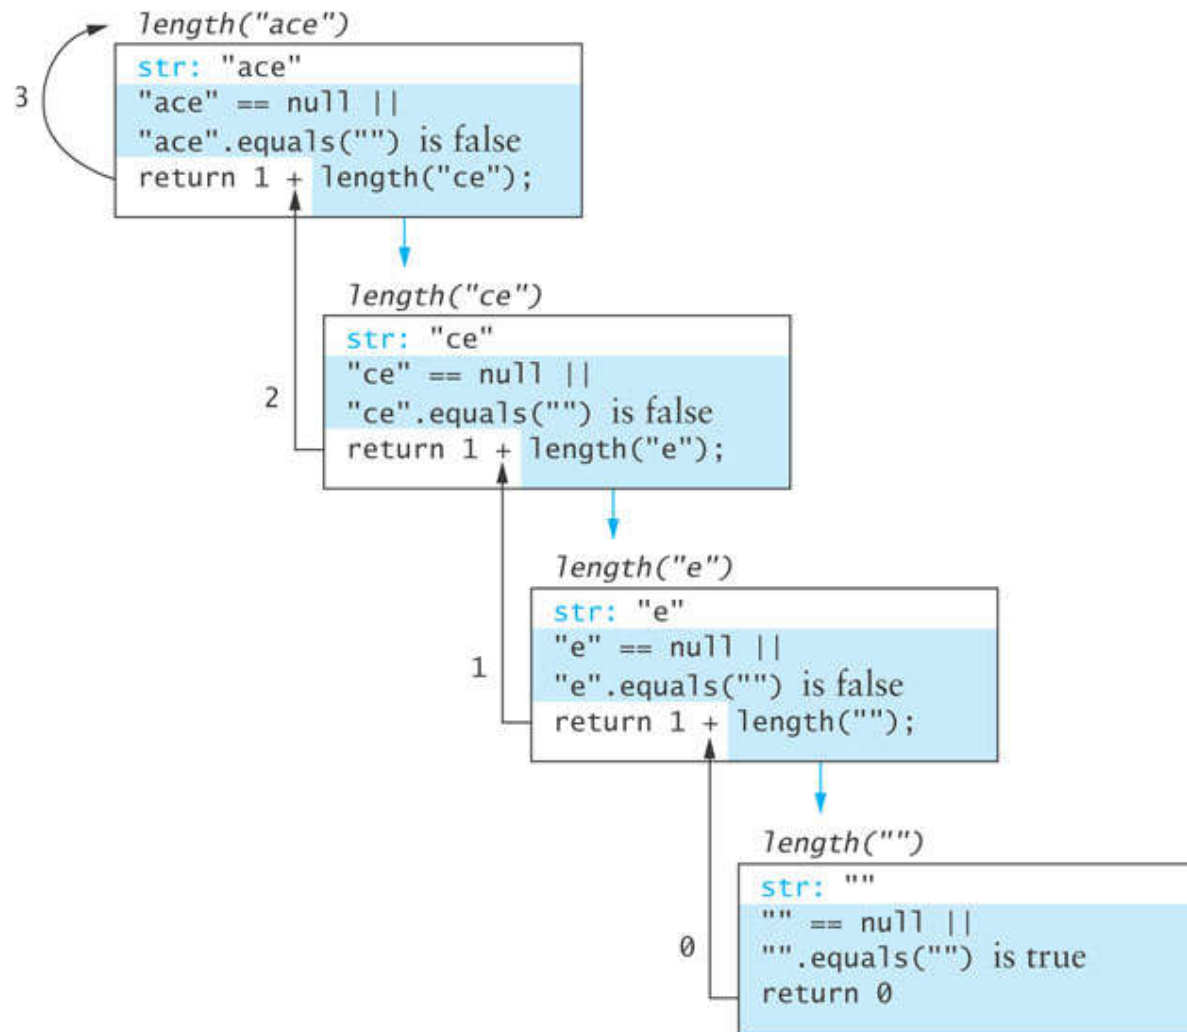 length("ace")
str: "ace"
"ace" == null ||
"ace".equals("") is false
3
return 1 + length("ce");
length("ce")
str: "ce"
"ce" == null ||
2
"ce".equals("") is false
return 1 + length("e");
length("e")
str: "e"
"e" == null ||
1
"e".equals("") is false
return 1 + length("");
length("")
str: ""
"" == null ||
0
"".equals("") is true
return 0